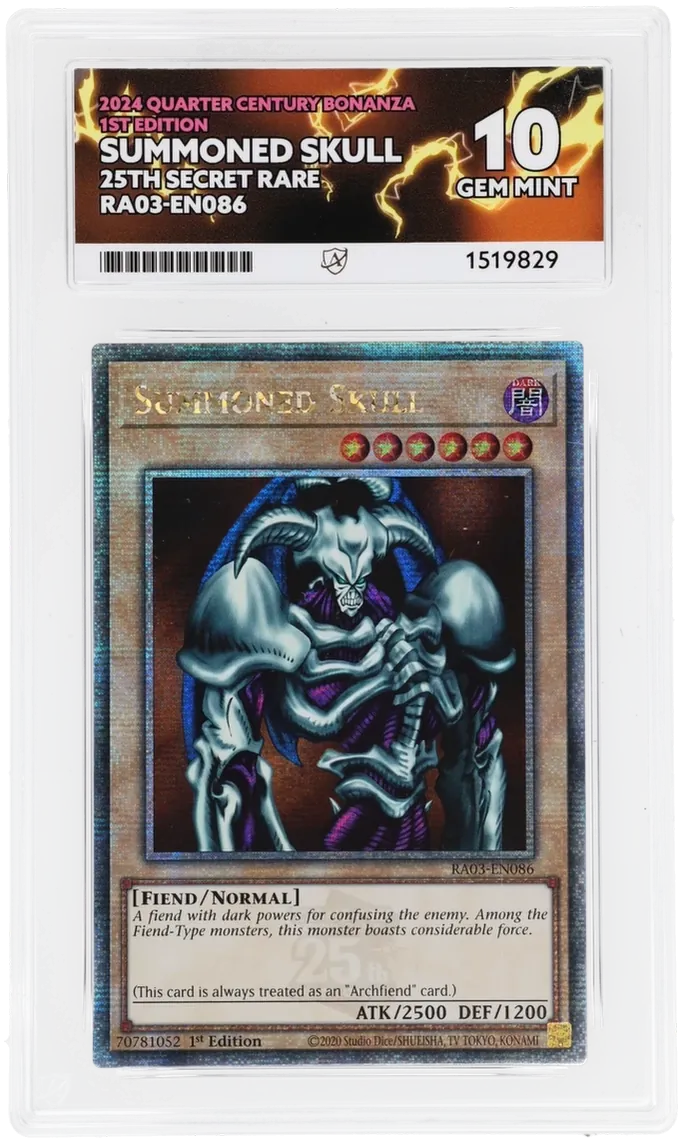 2024 QUARTER CENTURY BONANZA
1ST EDITION
SUMMONED SKULL
25TH SECRET RARE
RA03-EN086
10
GEM MINT
1519829
SUMMONED SKULL
DARK
闇
RA03-EN086
[FIEND/NORMAL]
A fiend with dark powers for confusing the enemy. Among the
Fiend-Type monsters, this monster boasts considerable force.
25th
(This card is always treated as an "Archfiend" card.)
ATK/2500 DEF/1200
70781052 1st Edition
©2020 Studio Dice/SHUEISHA, TV TOKYO, KONAMI